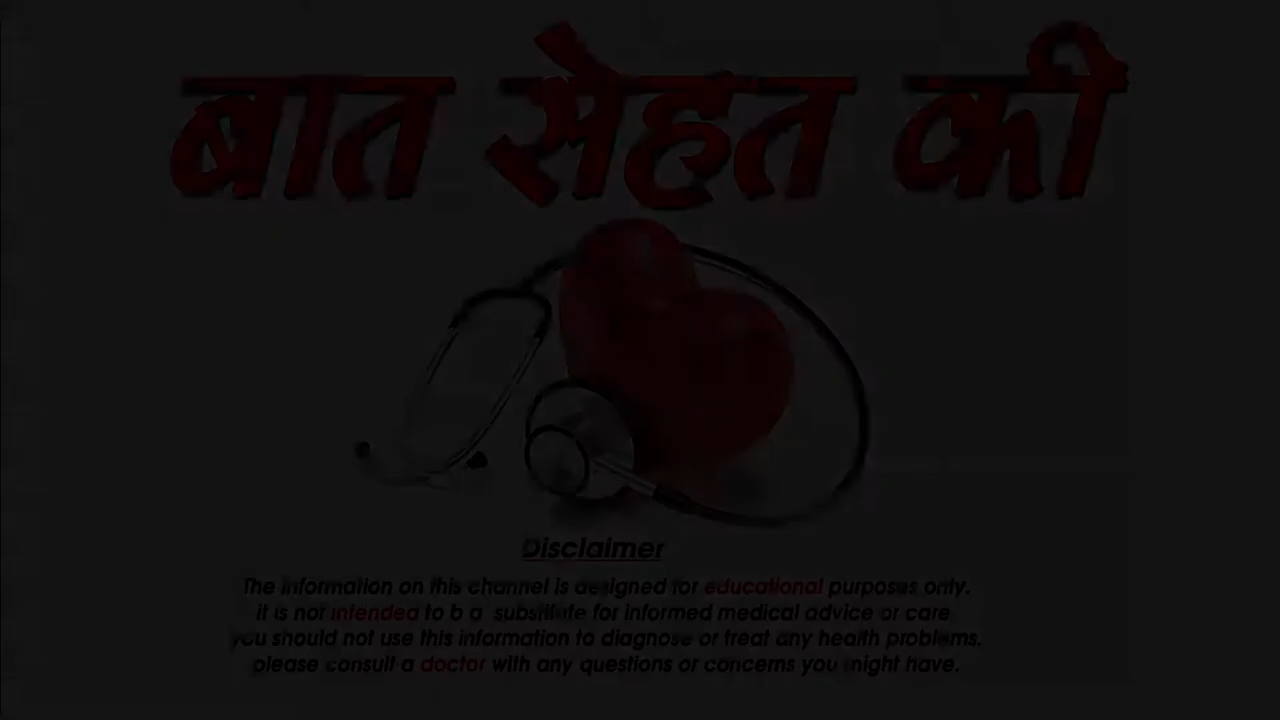 बात सेहत की
Disclaimer
The information on this channel is designed for educational purposes only.
it is not intended to b a substitute for informed medical advice or care
you should not use this information to diagnose or treat any health problems.
please consult a doctor with any questions or concerns you might have.